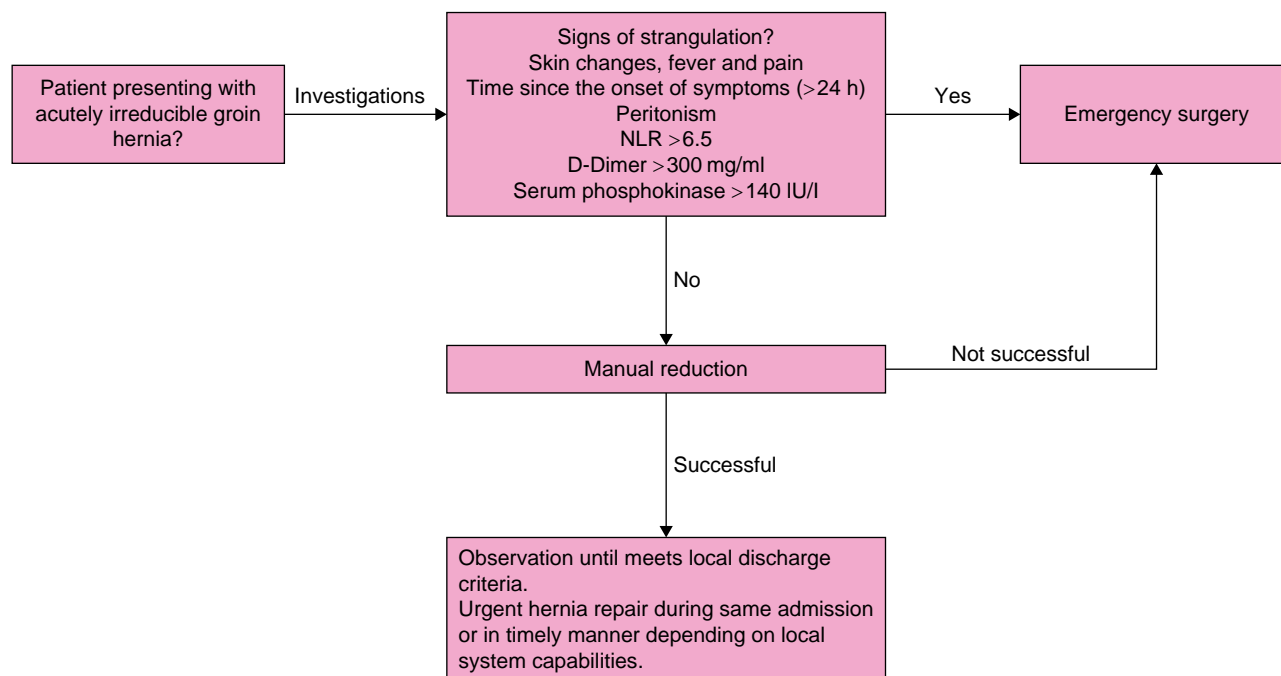 Patient presenting with
acutely irreducible groin
hernia?
Investigations
Signs of strangulation?
Skin changes, fever and pain
Time since the onset of symptoms (>24 h)
Peritonism
NLR >6.5
D-Dimer >300 mg/ml
Serum phosphokinase >140 IU/l
Yes
Emergency surgery
No
Manual reduction
Not successful
Successful
Observation until meets local discharge
criteria.
Urgent hernia repair during same admission
or in timely manner depending on local
system capabilities.